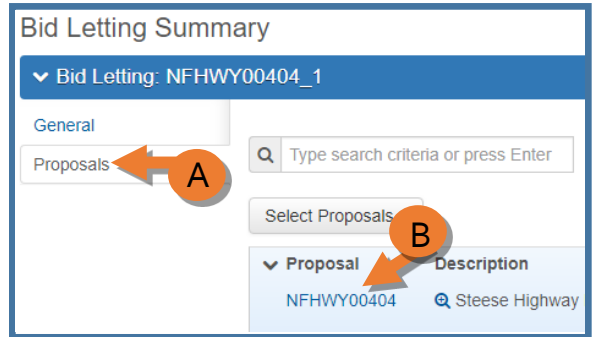 Bid Letting Summary
Bid Letting: NFHWY00404_1
General
Proposals
A
Type search criteria or press Enter
Select Proposals
B
Proposal Description
NFHWY00404 Steese Highway